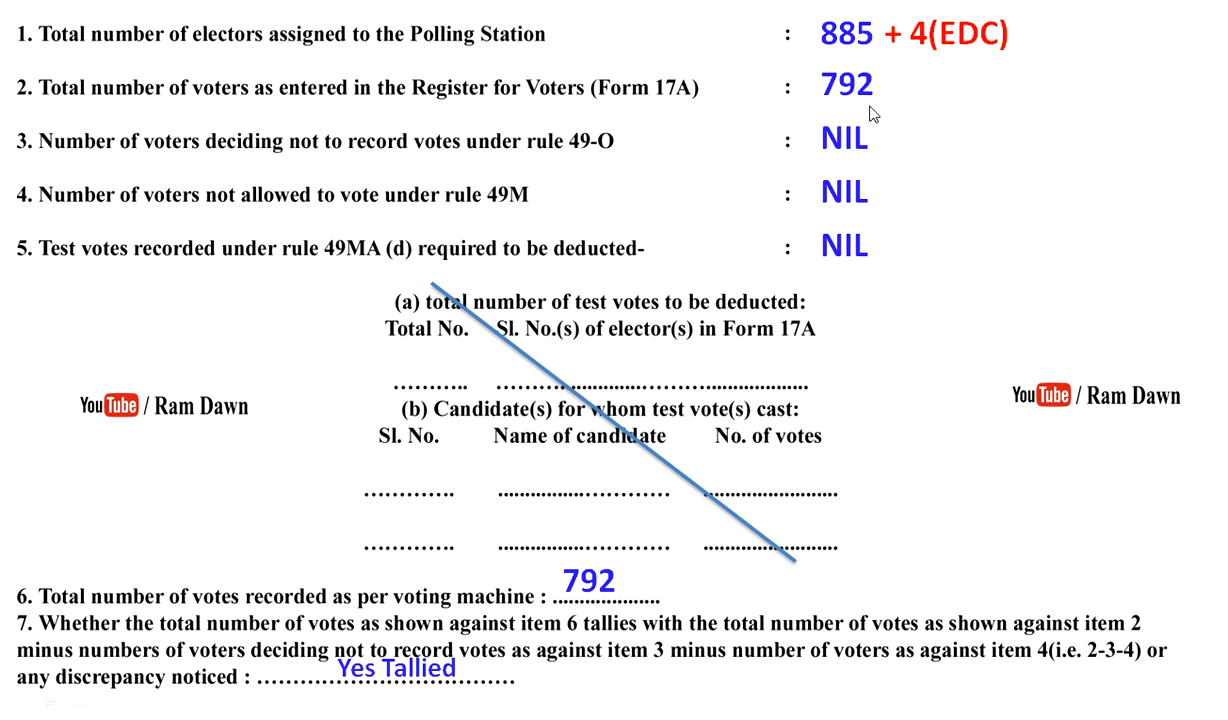 1. Total number of electors assigned to the Polling Station : 885 + 4(EDC)
2. Total number of voters as entered in the Register for Voters (Form 17A) : 792
3. Number of voters deciding not to record votes under rule 49-O : NIL
4. Number of voters not allowed to vote under rule 49M : NIL
5. Test votes recorded under rule 49MA (d) required to be deducted- : NIL
(a) total number of test votes to be deducted:
Total No. Sl. No.(s) of elector(s) in Form 17A
……….. ……………………………………………
YouTube / Ram Dawn
(b) Candidate(s) for whom test vote(s) cast:
YouTube / Ram Dawn
Sl. No. Name of candidate No. of votes
…………. ………………………… ……………………
…………. ………………………… ……………………
6. Total number of votes recorded as per voting machine : 792 ....................
7. Whether the total number of votes as shown against item 6 tallies with the total number of votes as shown against item 2
minus numbers of voters deciding not to record votes as against item 3 minus number of voters as against item 4(i.e. 2-3-4) or
any discrepancy noticed : ………… Yes Tallied …………